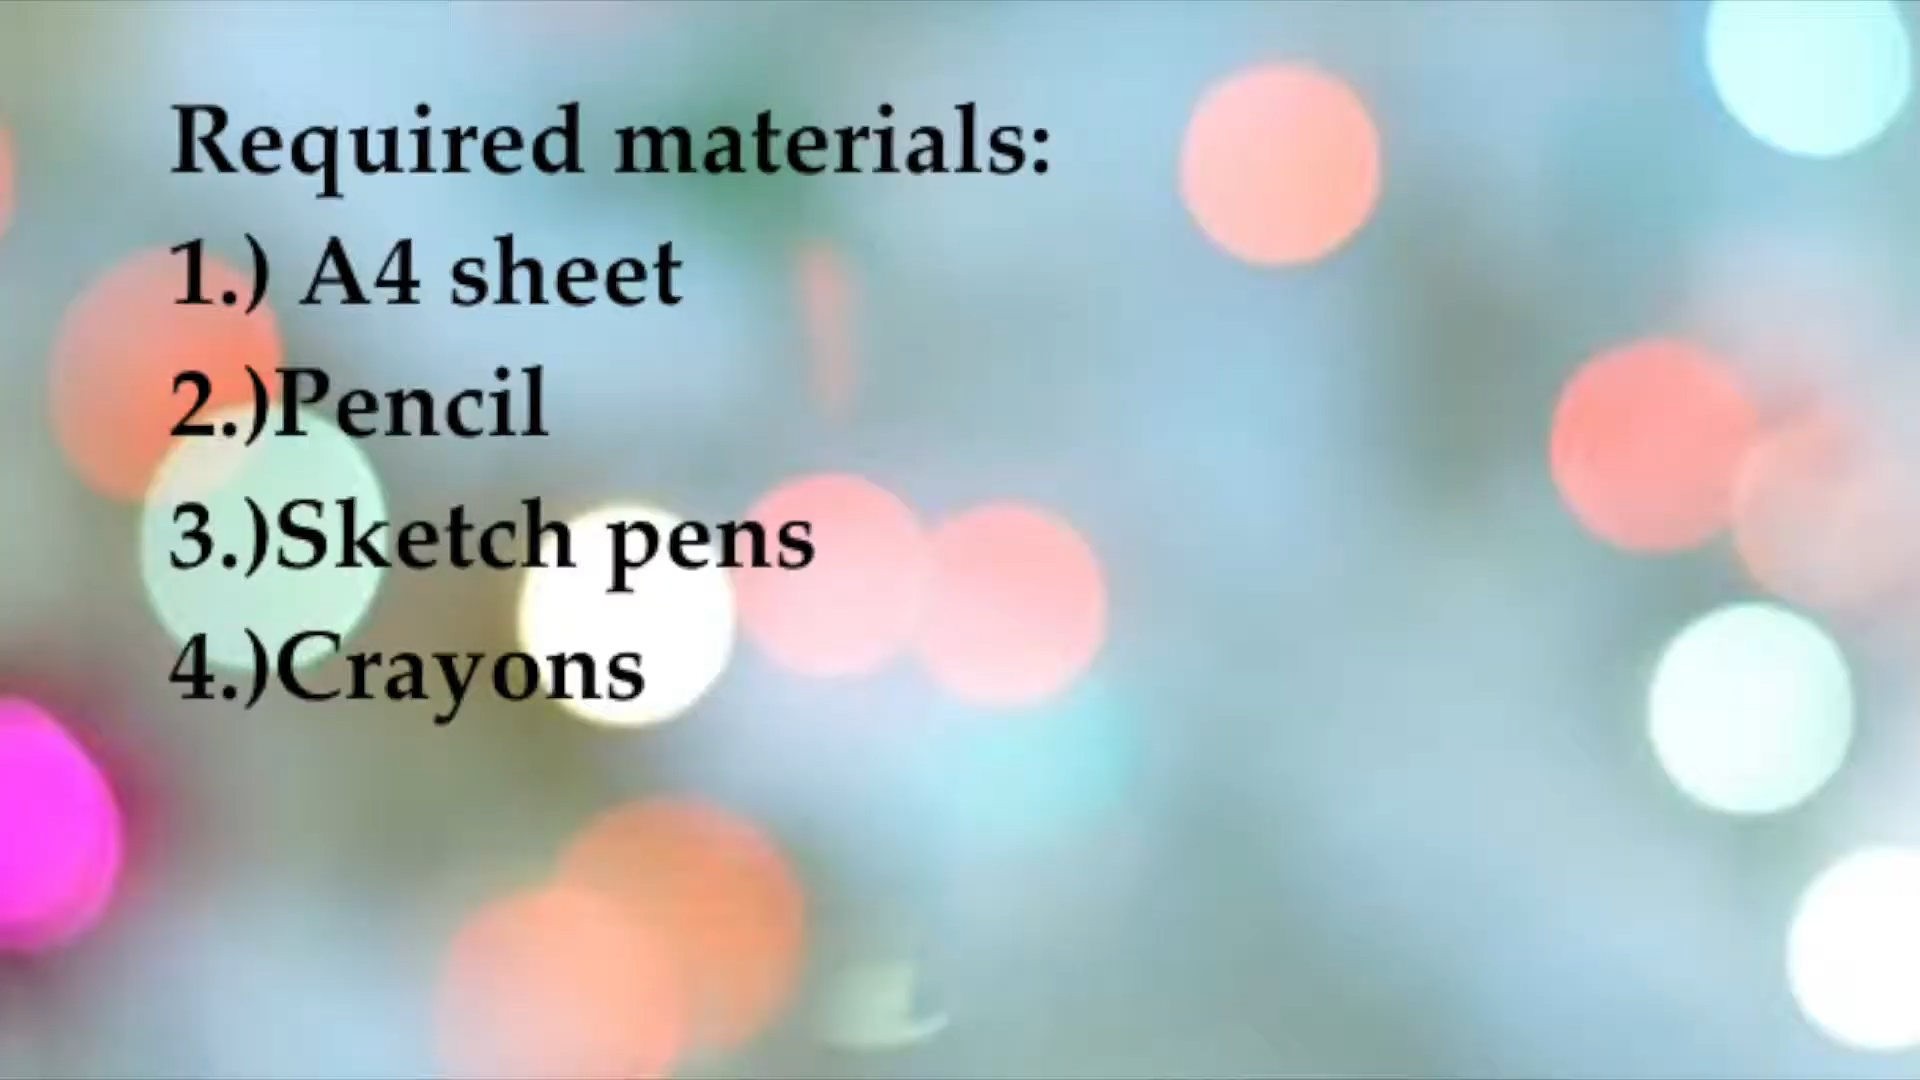 Required materials:
1.) A4 sheet
2.)Pencil
3.)Sketch pens
4.)Crayons